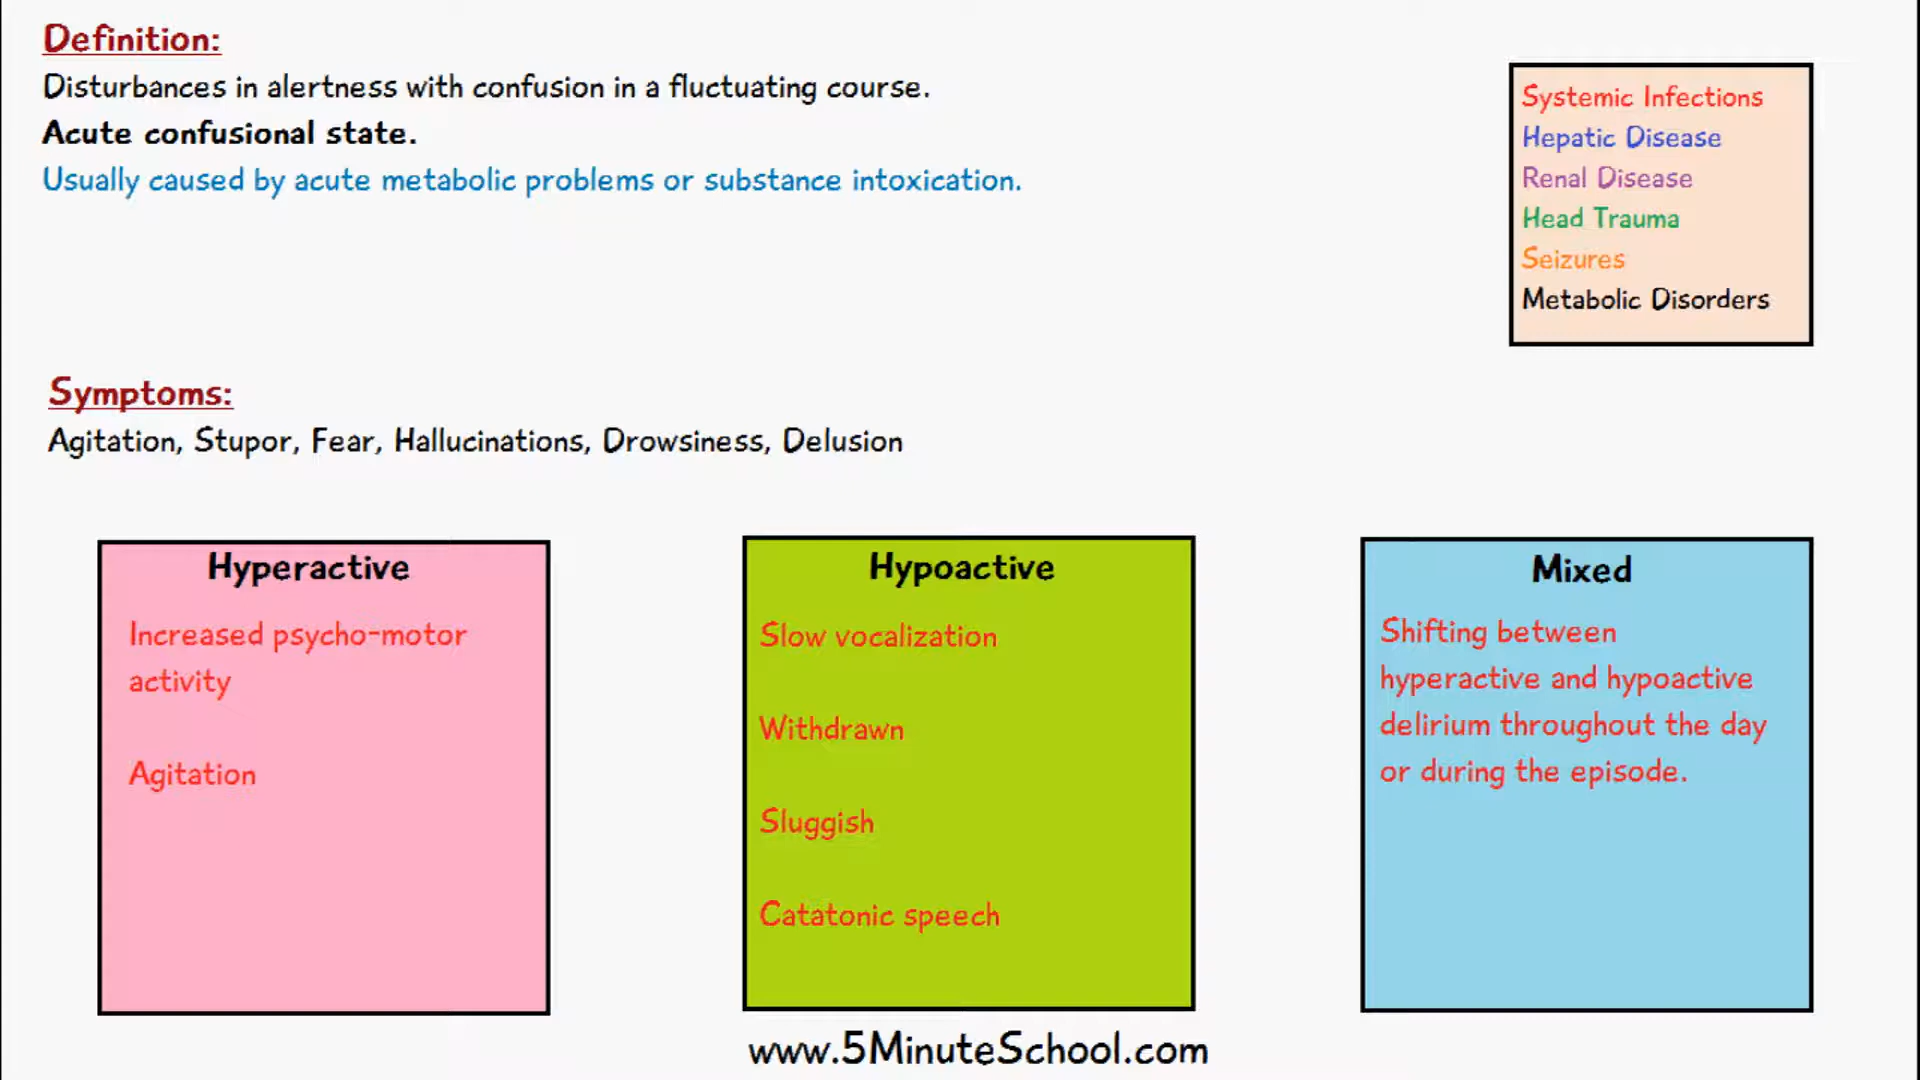 Definition:
Disturbances in alertness with confusion in a fluctuating course.
Acute confusional state.
Usually caused by acute metabolic problems or substance intoxication.
Systemic Infections
Hepatic Disease
Renal Disease
Head Trauma
Seizures
Metabolic Disorders
Symptoms:
Agitation, Stupor, Fear, Hallucinations, Drowsiness, Delusion
Hyperactive
Increased psycho-motor
activity
Agitation
Hypoactive
Slow vocalization
Withdrawn
Sluggish
Catatonic speech
Mixed
Shifting between
hyperactive and hypoactive
delirium throughout the day
or during the episode.
www.5MinuteSchool.com